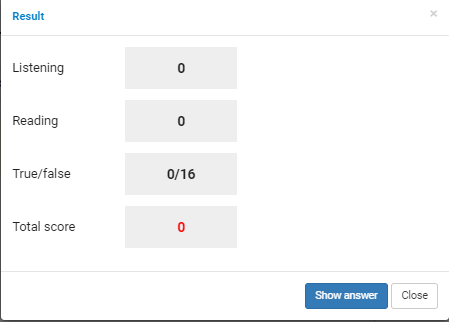 Result ×
Listening 0
Reading 0
True/false 0/16
Total score 0
Show answer Close